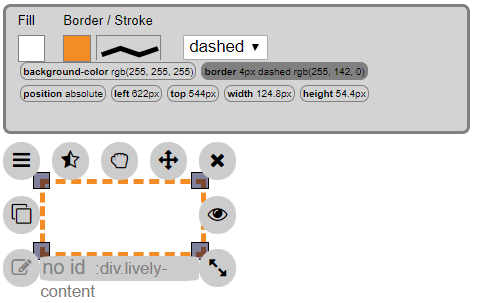 Fill Border / Stroke
dashed
background-color rgb(255, 255, 255) border 4px dashed rgb(255, 142, 0)
position absolute left 622px top 544px width 124.8px height 54.4px
no id :div.lively-
content